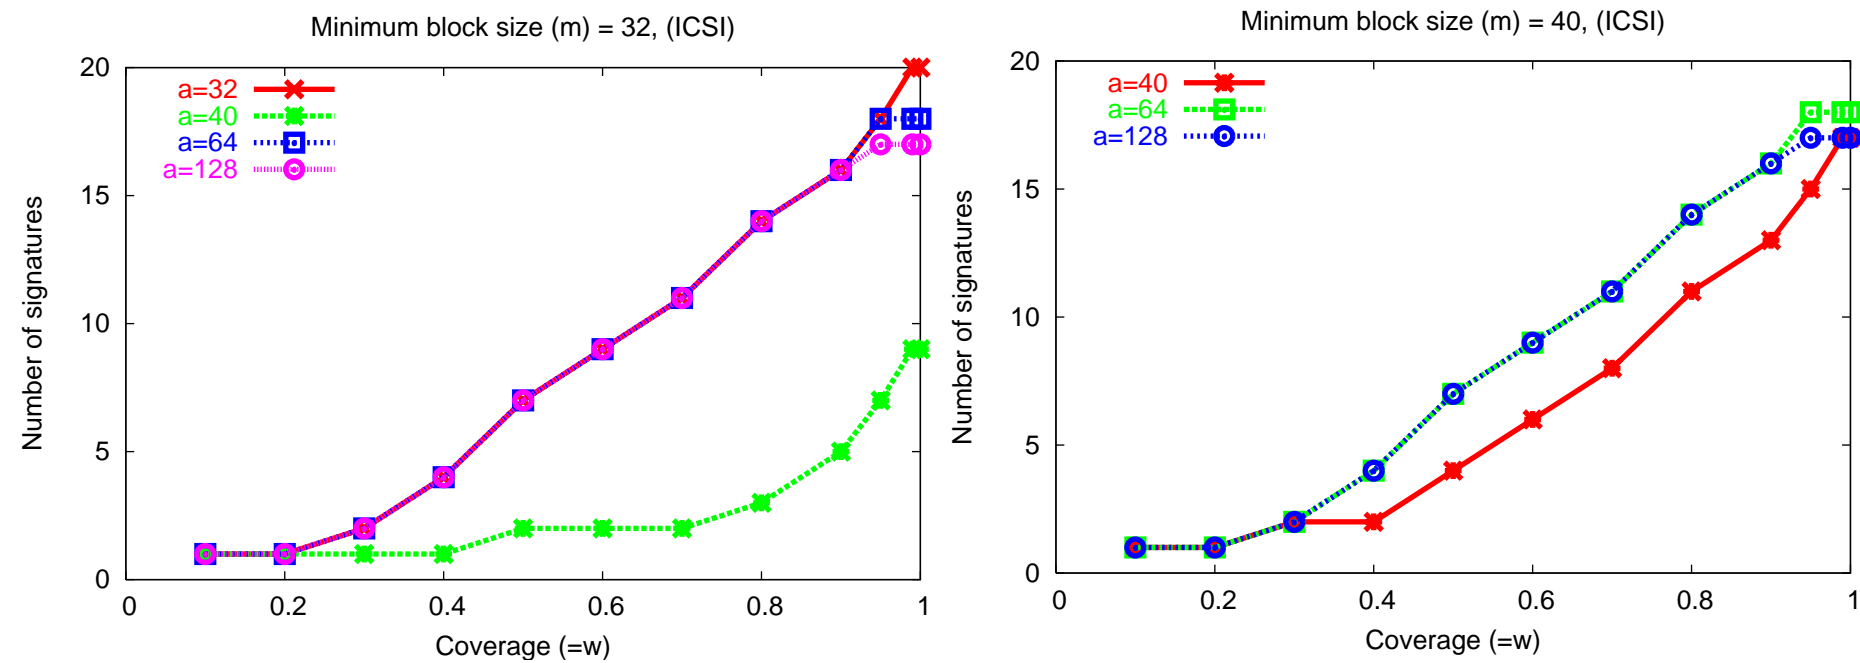 Minimum block size (m) = 32, (ICSI)
20
15
10
5
0
a=32
a=40
a=64
a=128
Number of signatures
0 0.2 0.4 0.6 0.8 1
Coverage (=w)
Minimum block size (m) = 40, (ICSI)
20
15
10
5
0
a=40
a=64
a=128
Number of signatures
0 0.2 0.4 0.6 0.8 1
Coverage (=w)